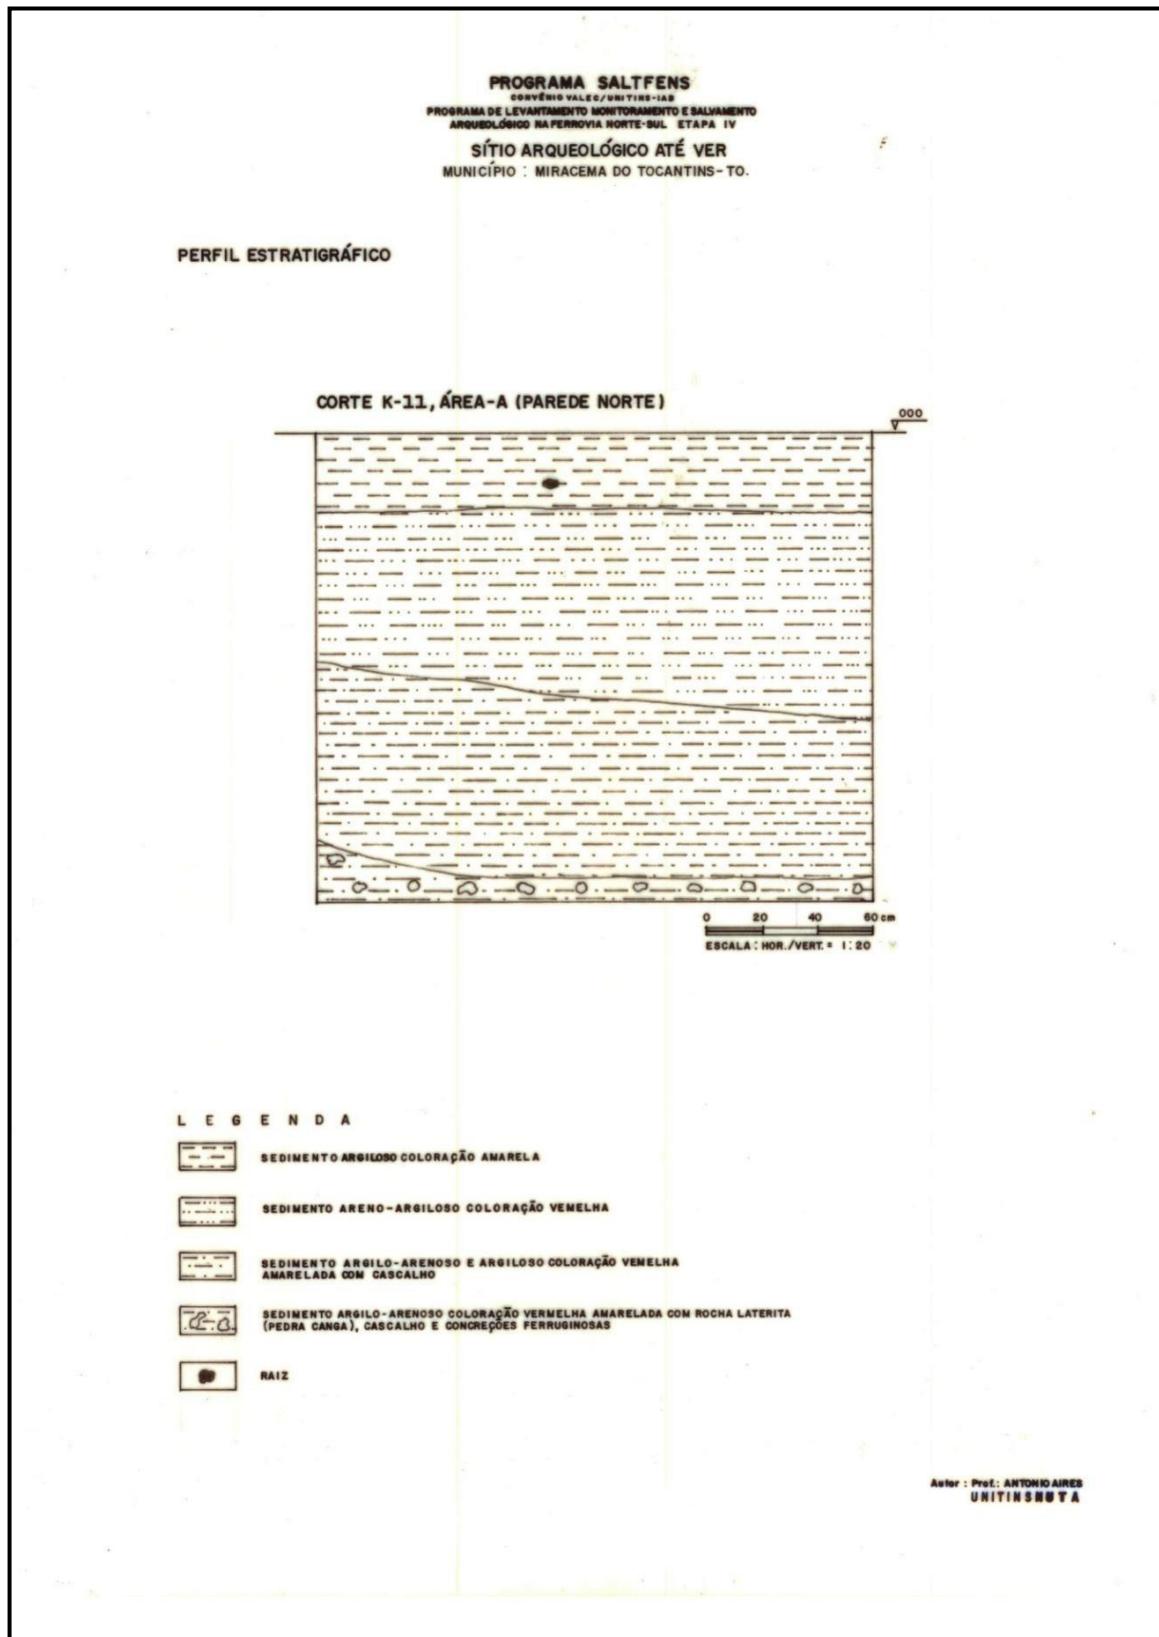 PROGRAMA SALTFENS
CONVÊNIO VALEC/UNITINS-IAB
PROGRAMA DE LEVANTAMENTO MONITORAMENTO E SALVAMENTO
ARQUEOLÓGICO NA FERROVIA NORTE-SUL ETAPA IV
SÍTIO ARQUEOLÓGICO ATÉ VER
MUNICÍPIO : MIRACEMA DO TOCANTINS-TO.
PERFIL ESTRATIGRÁFICO
CORTE K-11, ÁREA-A (PAREDE NORTE)
000
0 20 40 60 cm
ESCALA : HOR./VERT. = 1:20
LEGENDA
SEDIMENTO ARGILOSO COLORAÇÃO AMARELA
SEDIMENTO ARENO-ARGILOSO COLORAÇÃO VEMELHA
SEDIMENTO ARGILO-ARENOSO E ARGILOSO COLORAÇÃO VEMELHA
AMARELADA COM CASCALHO
SEDIMENTO ARGILO-ARENOSO COLORAÇÃO VERMELHA AMARELADA COM ROCHA LATERITA
(PEDRA CANGA), CASCALHO E CONCREÇÕES FERRUGINOSAS
RAIZ
Autor : Prof.: ANTONIO AIRES
UNITINS NUTA